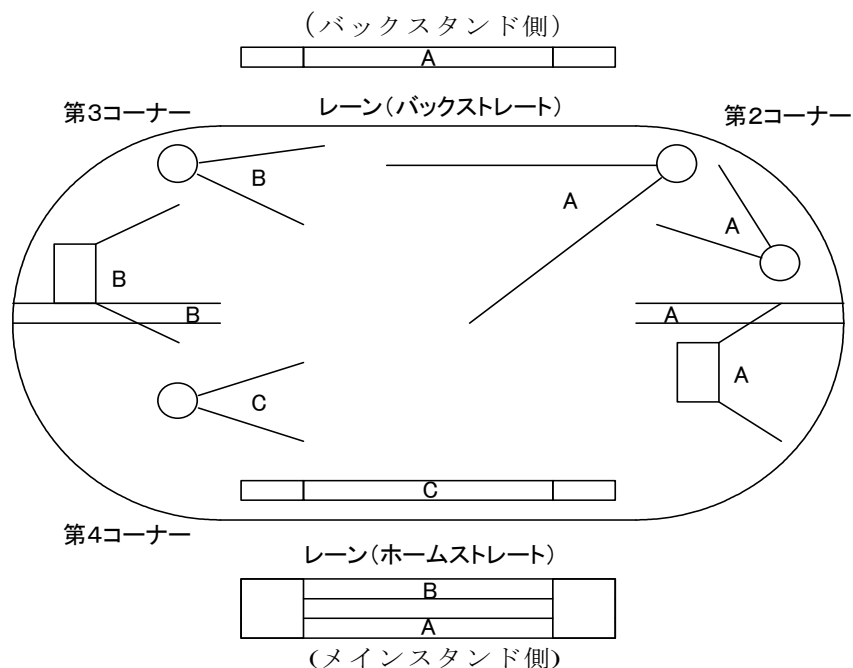 (バックスタンド側)
A
レーン(バックストレート)
第3コーナー
第2コーナー
B
A
A
B
B
A
A
C
C
第4コーナー
レーン(ホームストレート)
B
A
(メインスタンド側)